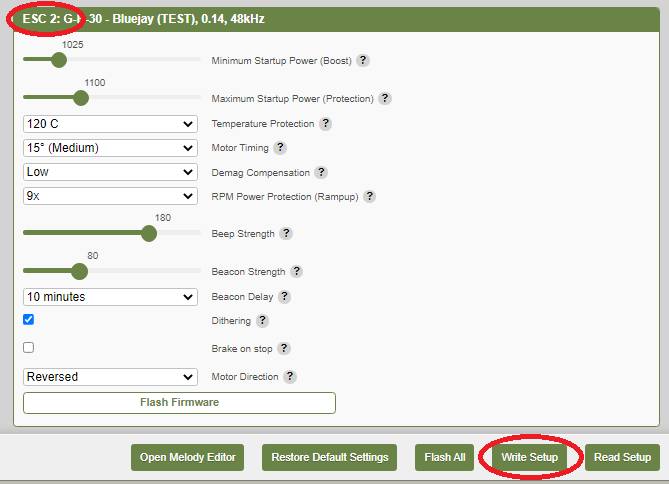 ESC 2: G-H-30 - Bluejay (TEST), 0.14, 48kHz
1025
Minimum Startup Power (Boost) ?
1100
Maximum Startup Power (Protection) ?
120 C
Temperature Protection ?
15° (Medium)
Motor Timing ?
Low
Demag Compensation ?
9x
RPM Power Protection (Rampup) ?
180
Beep Strength ?
80
Beacon Strength ?
10 minutes
Beacon Delay ?
Dithering ?
Brake on stop ?
Reversed
Motor Direction ?
Flash Firmware
Open Melody Editor
Restore Default Settings
Flash All
Write Setup
Read Setup